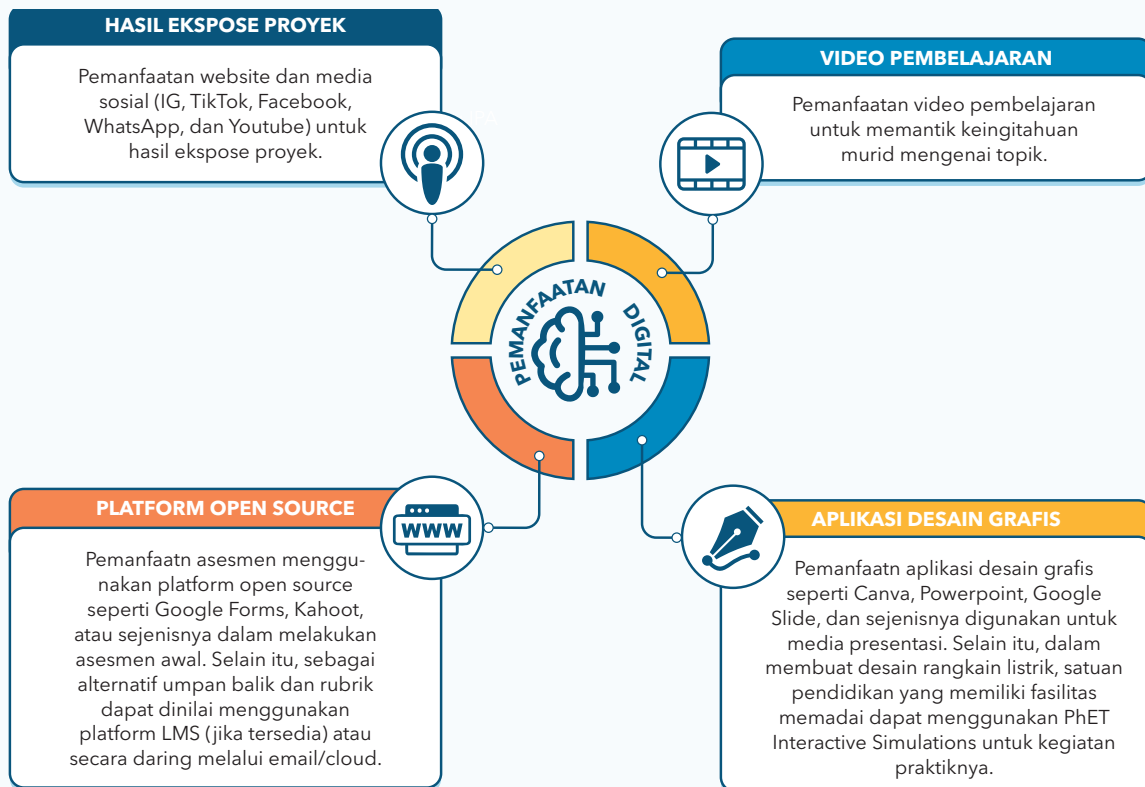 HASIL EKSPOSE PROYEK
Pemanfaatan website dan media
sosial (IG, TikTok, Facebook,
WhatsApp, dan Youtube) untuk
hasil ekspose proyek.
VIDEO PEMBELAJARAN
Pemanfaatan video pembelajaran
untuk memantik keingitahuan
murid mengenai topik.
PEMANFAATAN DIGITAL
PLATFORM OPEN SOURCE
WWW
Pemanfaatn asesmen menggu-
nakan platform open source
seperti Google Forms, Kahoot,
atau sejenisnya dalam melakukan
asesmen awal. Selain itu, sebagai
alternatif umpan balik dan rubrik
dapat dinilai menggunakan
platform LMS (jika tersedia) atau
secara daring melalui email/cloud.
APLIKASI DESAIN GRAFIS
Pemanfaatn aplikasi desain grafis
seperti Canva, Powerpoint, Google
Slide, dan sejenisnya digunakan untuk
media presentasi. Selain itu, dalam
membuat desain rangkain listrik, satuan
pendidikan yang memiliki fasilitas
memadai dapat menggunakan PhET
Interactive Simulations untuk kegiatan
praktiknya.